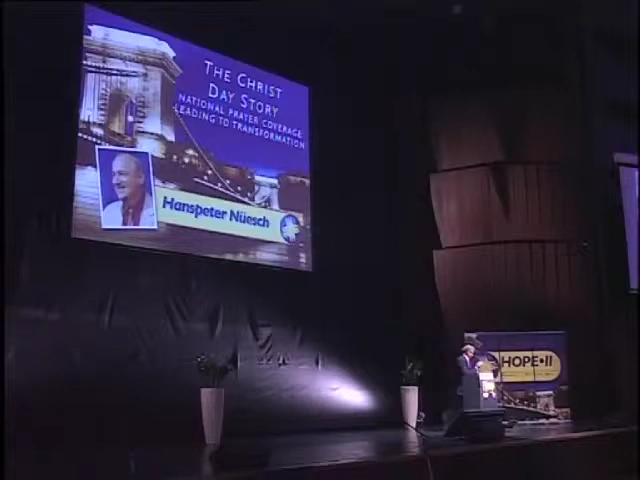 THE CHRIST
DAY STORY
NATIONAL PRAYER COVERAGE
LEADING TO TRANSFORMATION
Hanspeter Nüesch
HOPE•II